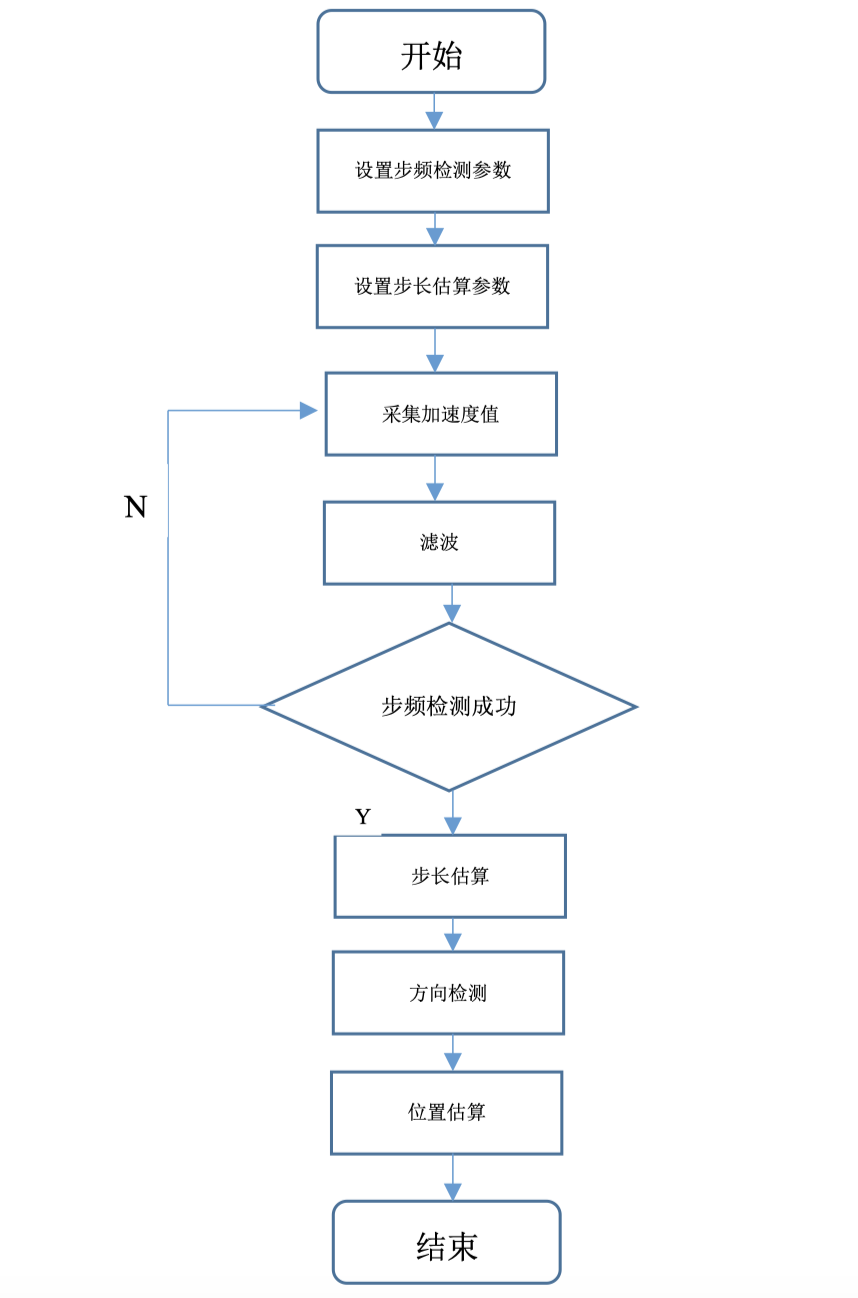 开始
设置步频检测参数
设置步长估算参数
采集加速度值
N
滤波
步频检测成功
Y
步长估算
方向检测
位置估算
结束